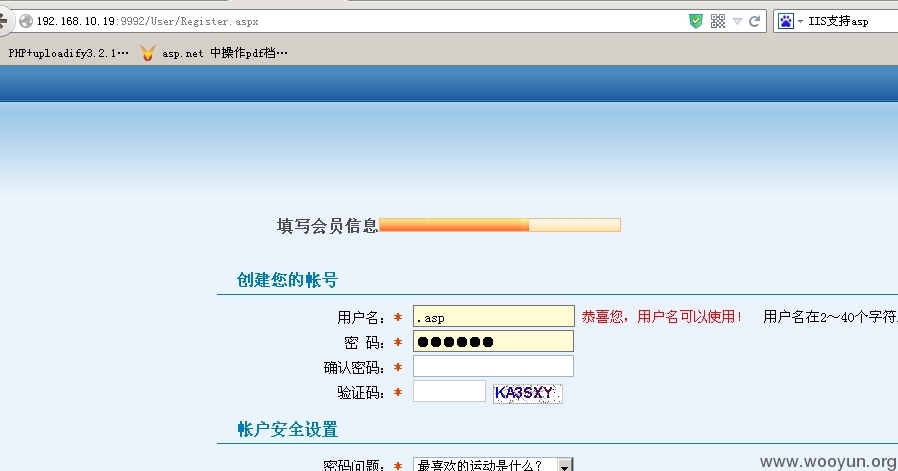 192.168.10.19:9992/User/Register.aspx
IIS支持asp
PHP+uploadify3.2.1…
asp.net 中操作pdf档…
填写会员信息
创建您的帐号
用户名：* .asp 恭喜您，用户名可以使用！ 用户名在2～40个字符
密 码：* ●●●●●●
确认密码：*
验证码：* KA3SXY
帐户安全设置
密码问题：* 最喜欢的运动是什么？
www.wooyun.org